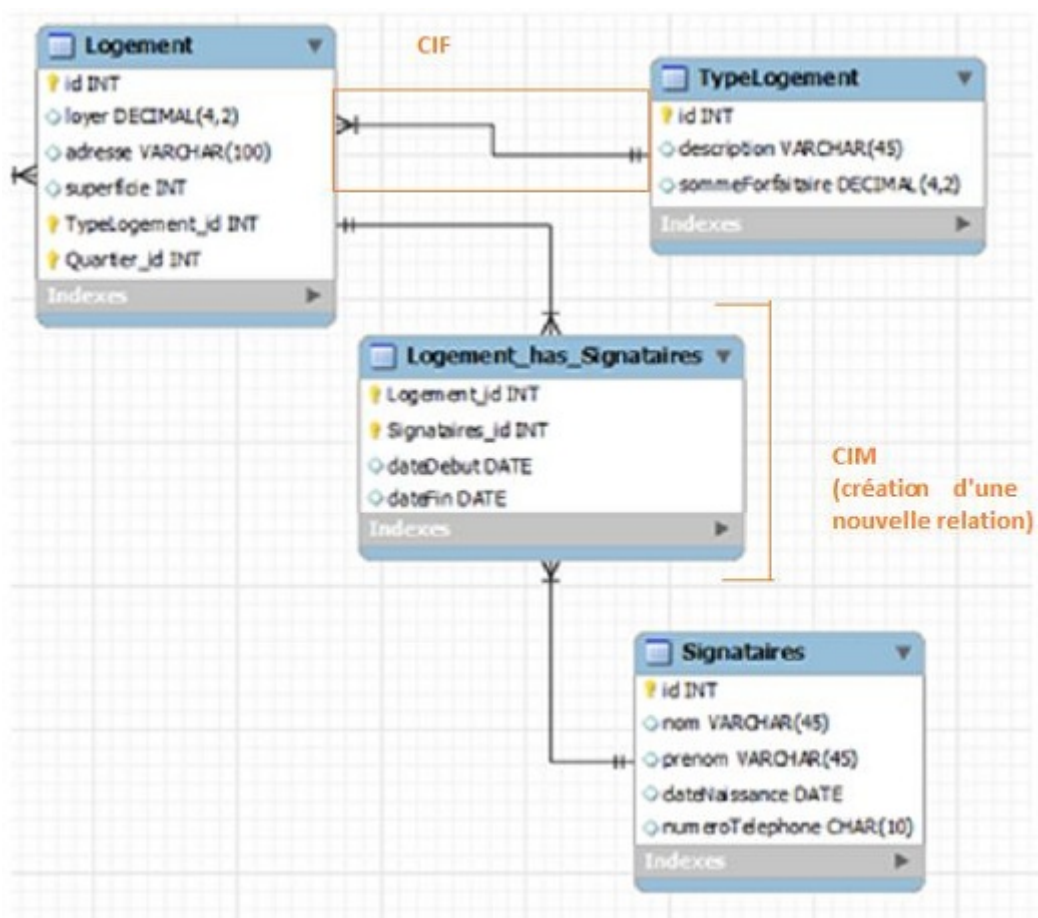 Logement
id INT
loyer DECIMAL(4,2)
adresse VARCHAR(100)
superficie INT
TypeLogement_id INT
Quartier_id INT
Indexes
CIF
TypeLogement
id INT
description VARCHAR(45)
sommeForfaitaire DECIMAL(4,2)
Indexes
Logement_has_Signataires
Logement_id INT
Signataires_id INT
dateDebut DATE
dateFin DATE
Indexes
CIM
(création d'une
nouvelle relation)
Signataires
id INT
nom VARCHAR(45)
prenom VARCHAR(45)
dateNaissance DATE
numeroTelephone CHAR(10)
Indexes